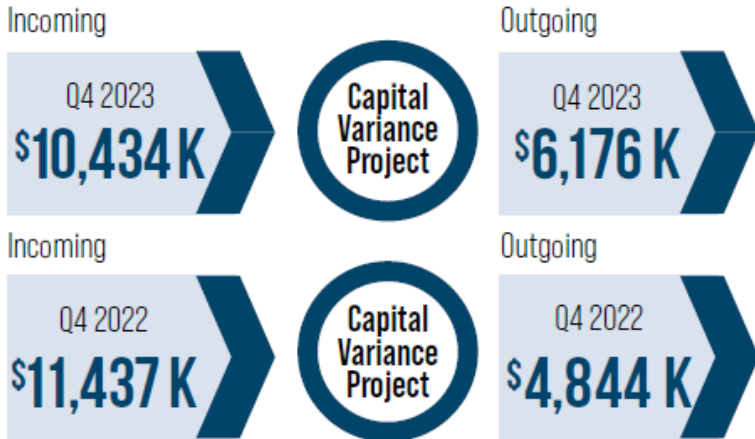 Incoming
Outgoing
Q4 2023
$10,434 K
Capital
Variance
Project
Q4 2023
$6,176 K
Incoming
Outgoing
Q4 2022
$11,437 K
Capital
Variance
Project
Q4 2022
$4,844 K